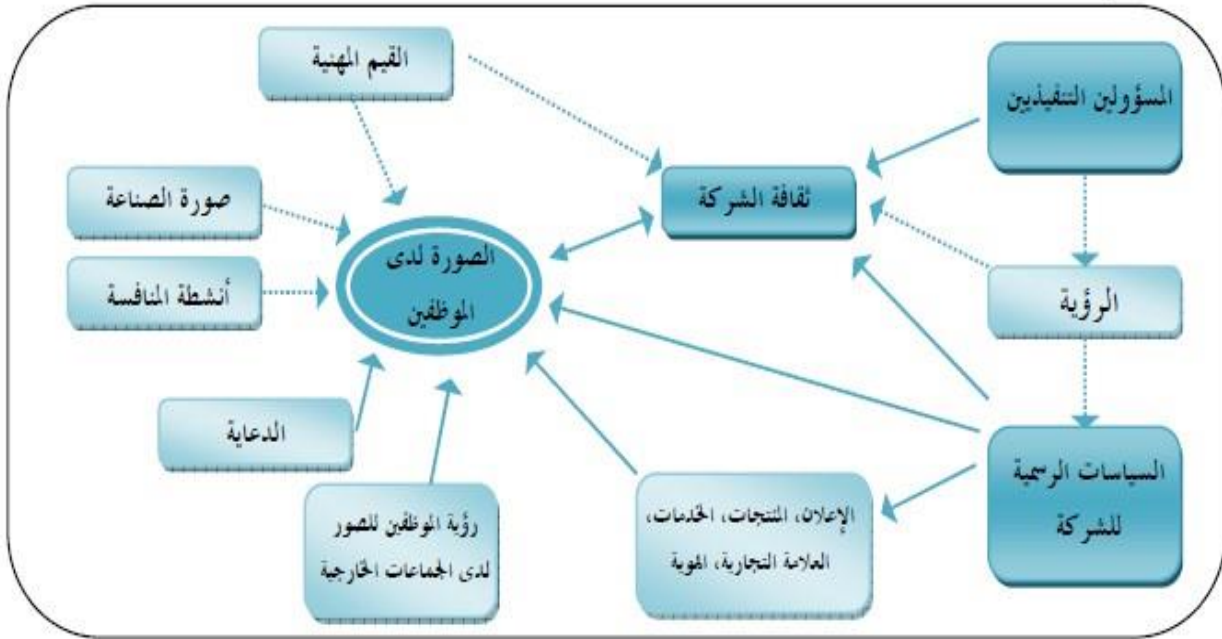 القيم المهنية
المسؤولين التنفيذيين
صورة الصناعة
ثقافة الشركة
الصورة لدى
الموظفين
أنشطة المنافسة
الرؤية
الدعاية
السياسات الرسمية
للشركة
رؤية الموظفين للصور
لدى الجماعات الخارجية
الإعلان، المنتجات، الخدمات،
العلامة التجارية، الهوية